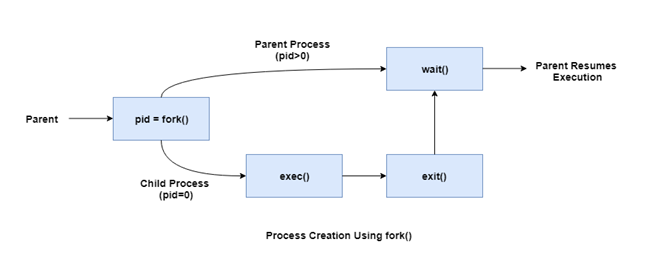 Parent Process
(pid>0)
wait()
Parent Resumes
Execution
Parent
pid = fork()
Child Process
(pid=0)
exec()
exit()
Process Creation Using fork()